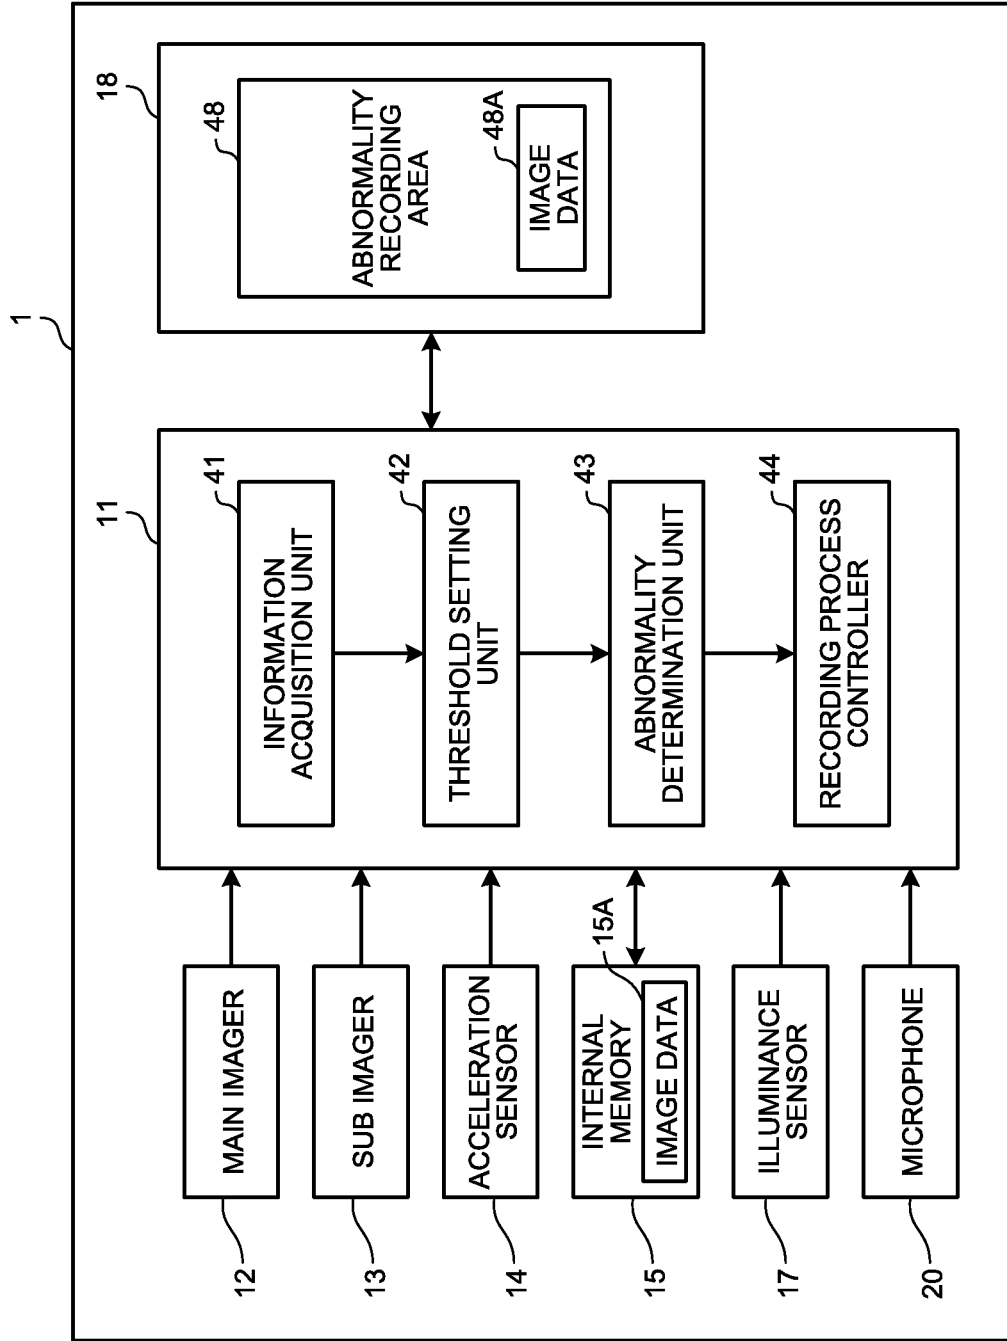 1
12
MAIN IMAGER
13
SUB IMAGER
14
ACCELERATION
SENSOR
15
INTERNAL
MEMORY
15A
IMAGE DATA
17
ILLUMINANCE
SENSOR
20
MICROPHONE
11
41
INFORMATION
ACQUISITION UNIT
42
THRESHOLD SETTING
UNIT
43
ABNORMALITY
DETERMINATION UNIT
44
RECORDING PROCESS
CONTROLLER
18
48
ABNORMALITY
RECORDING
AREA
48A
IMAGE
DATA